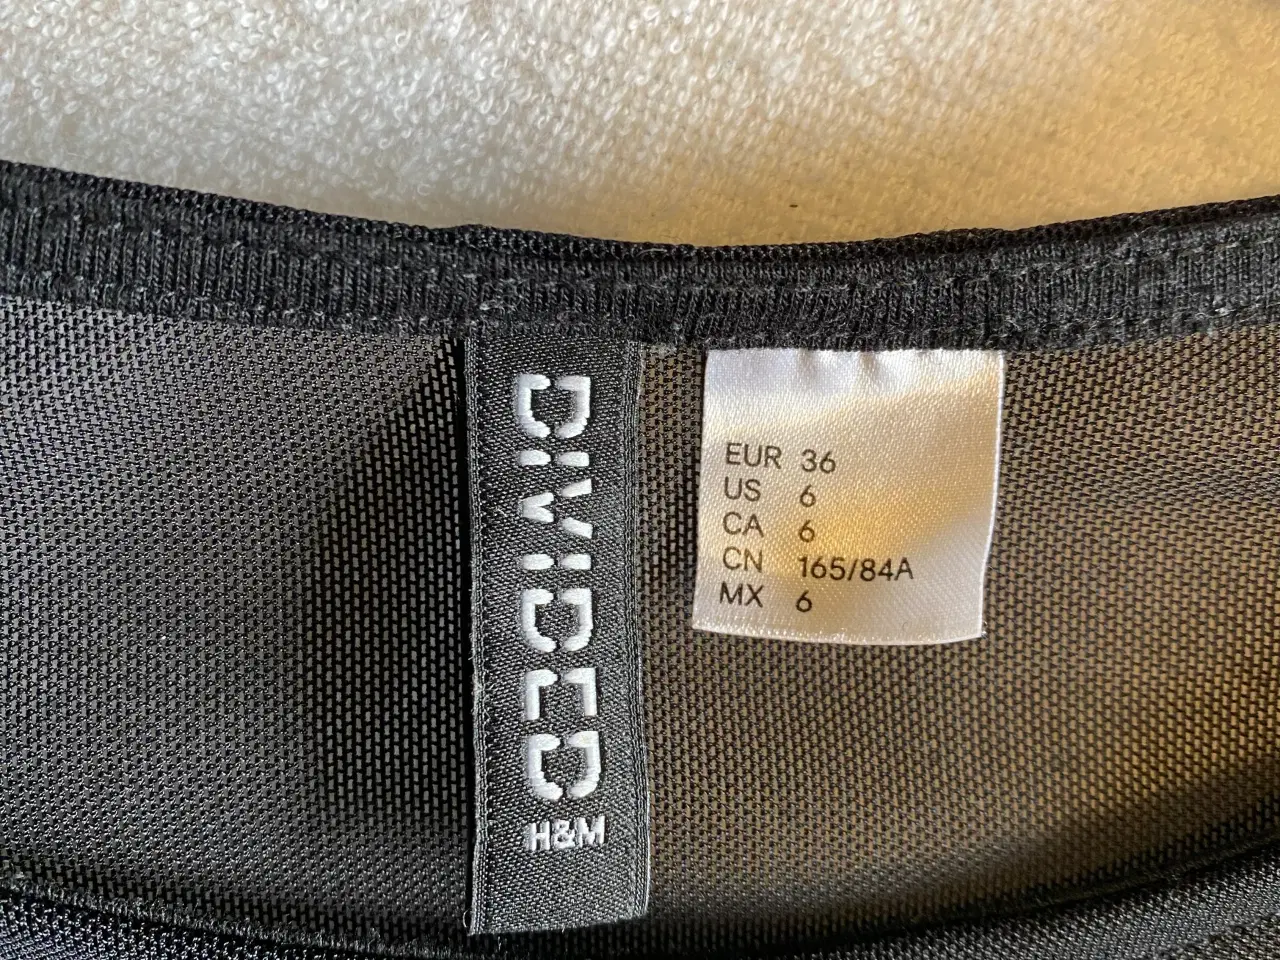 DIVIDED
H&M
EUR 36
US 6
CA 6
CN 165/84A
MX 6